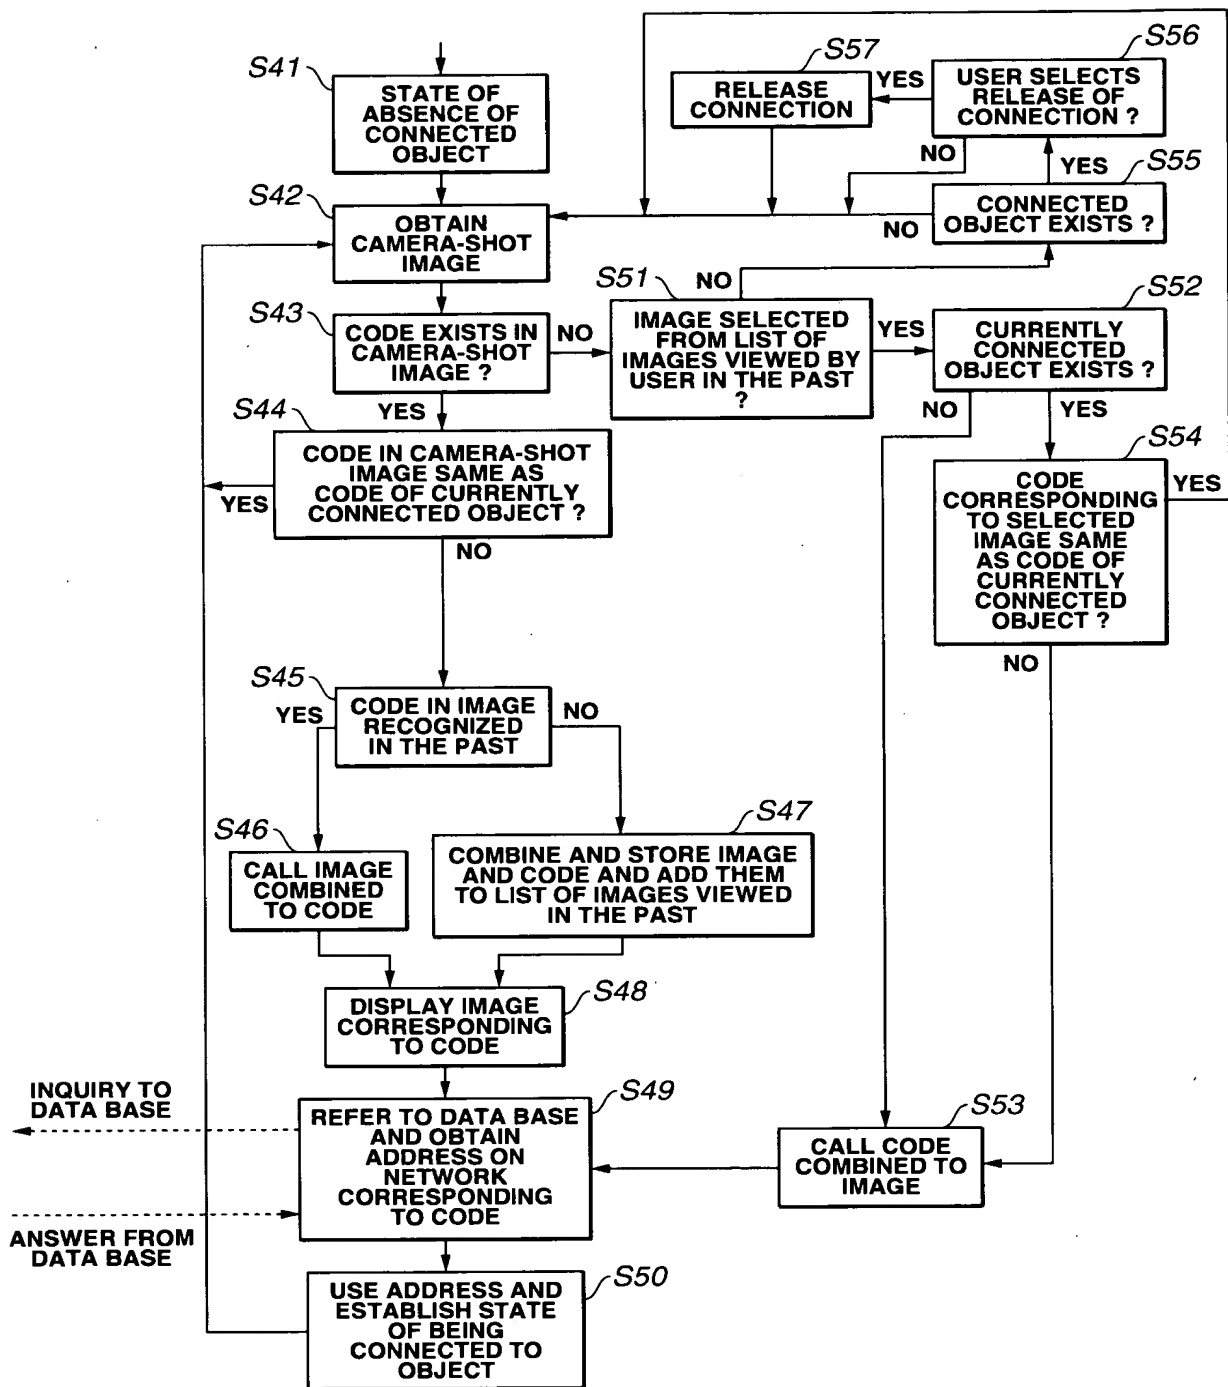 S41
STATE OF
ABSENCE OF
CONNECTED
OBJECT
S42
OBTAIN
CAMERA-SHOT
IMAGE
S43
CODE EXISTS IN
CAMERA-SHOT
IMAGE ?
NO
YES
S44
CODE IN CAMERA-SHOT
IMAGE SAME AS
CODE OF CURRENTLY
CONNECTED OBJECT ?
YES
NO
S45
CODE IN IMAGE
RECOGNIZED
IN THE PAST
YES
NO
S46
CALL IMAGE
COMBINED
TO CODE
S47
COMBINE AND STORE IMAGE
AND CODE AND ADD THEM
TO LIST OF IMAGES VIEWED
IN THE PAST
S48
DISPLAY IMAGE
CORRESPONDING
TO CODE
INQUIRY TO
DATA BASE
S49
REFER TO DATA BASE
AND OBTAIN
ADDRESS ON
NETWORK
CORRESPONDING
TO CODE
ANSWER FROM
DATA BASE
S50
USE ADDRESS AND
ESTABLISH STATE
OF BEING
CONNECTED TO
OBJECT
S51
IMAGE SELECTED
FROM LIST OF
IMAGES VIEWED BY
USER IN THE PAST
?
NO
YES
S52
CURRENTLY
CONNECTED
OBJECT EXISTS ?
NO
YES
S53
CALL CODE
COMBINED TO
IMAGE
S54
CODE
CORRESPONDING
TO SELECTED
IMAGE SAME
AS CODE OF
CURRENTLY
CONNECTED
OBJECT ?
YES
NO
S55
CONNECTED
OBJECT EXISTS ?
NO
YES
S56
USER SELECTS
RELEASE OF
CONNECTION ?
YES
NO
S57
RELEASE
CONNECTION